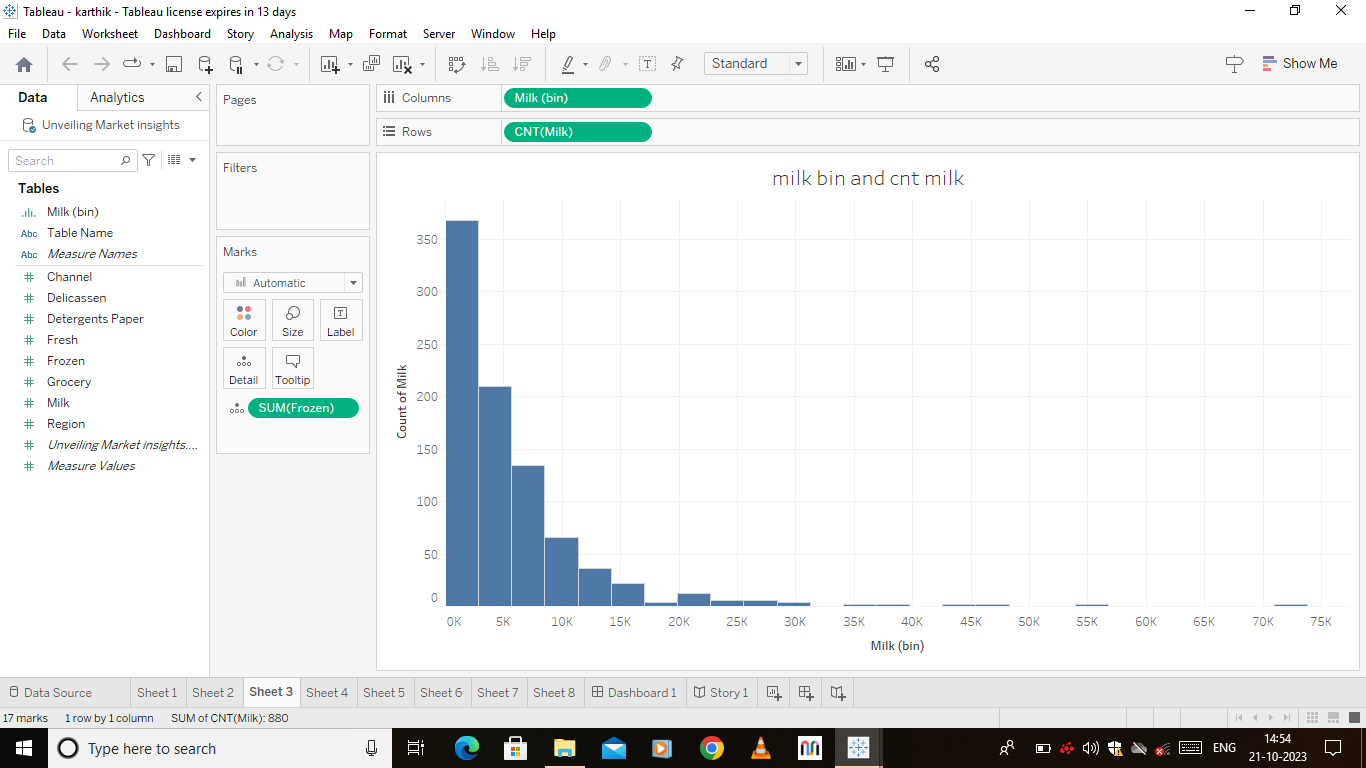 Tableau - karthik - Tableau license expires in 13 days
File Data Worksheet Dashboard Story Analysis Map Format Server Window Help
Standard
Show Me
Data Analytics
Unveiling Market insights
Search
Tables
Milk (bin)
Abc Table Name
Abc Measure Names
Channel
Delicassen
Detergents Paper
Fresh
Frozen
Grocery
Milk
Region
Unveiling Market insights....
Measure Values
Pages
Filters
Marks
Automatic
Color Size Label
Detail Tooltip
SUM(Frozen)
Columns Milk (bin)
Rows CNT(Milk)
milk bin and cnt milk
Count of Milk
350
300
250
200
150
100
50
0
0K 5K 10K 15K 20K 25K 30K 35K 40K 45K 50K 55K 60K 65K 70K 75K
Milk (bin)
Data Source Sheet 1 Sheet 2 Sheet 3 Sheet 4 Sheet 5 Sheet 6 Sheet 7 Sheet 8 Dashboard 1 Story 1
17 marks 1 row by 1 column SUM of CNT(Milk): 880
Type here to search
ENG
14:54
21-10-2023